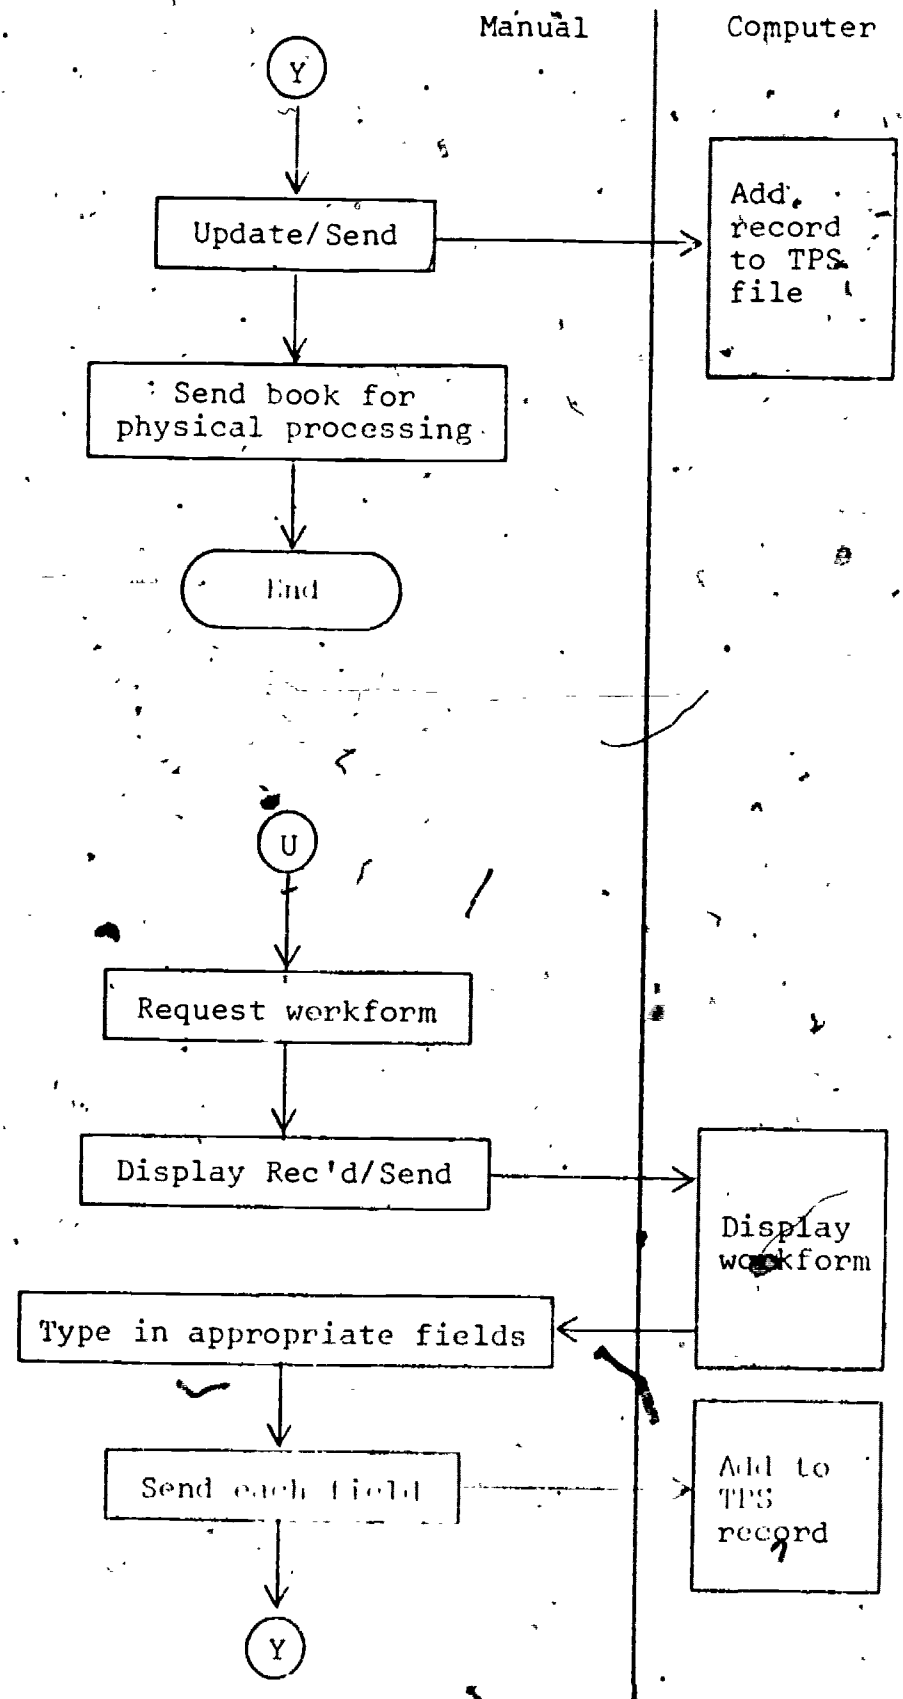 Manual
Computer
Y
Update/Send
Add
record
to TPS
file
Send book for
physical processing
End
U
Request workform
Display Rec'd/Send
Display
workform
Type in appropriate fields
Send each field
Add to
TPS
record
Y